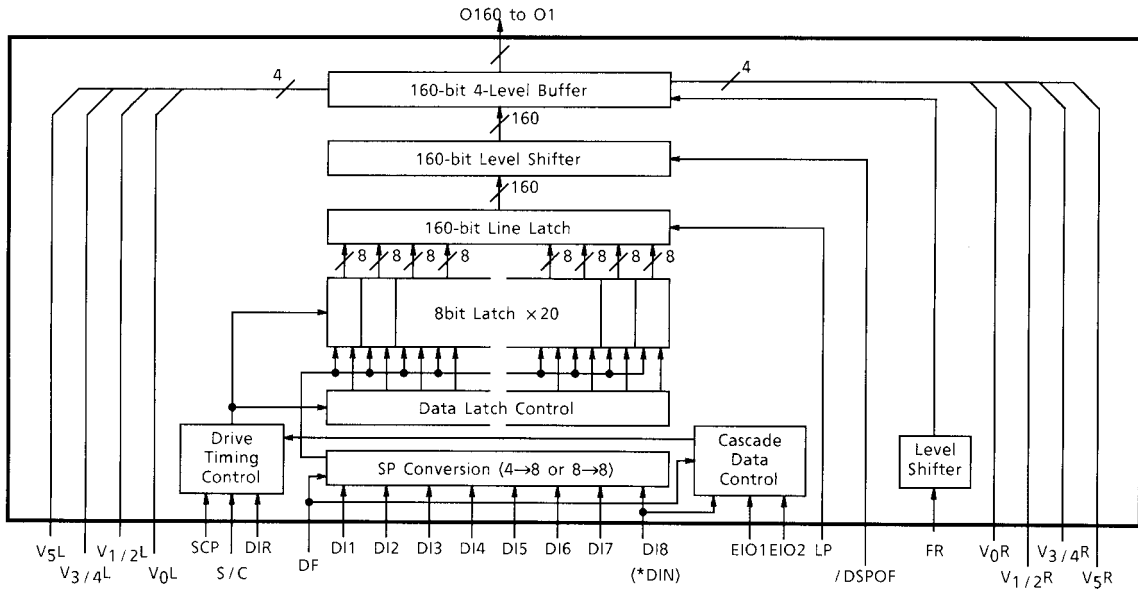 O160 to O1
4
160-bit 4-Level Buffer
4
160
160-bit Level Shifter
160
160-bit Line Latch
8 8 8 8 8 8 8 8
8bit Latch ×20
Data Latch Control
Drive
Timing
Control
SP Conversion (4→8 or 8→8)
Cascade
Data
Control
Level
Shifter
V5L
V3/4L
V1/2L
V0L
SCP
S/C
DIR
DF
DI1
DI2
DI3
DI4
DI5
DI6
DI7
DI8
(*DIN)
EIO1
EIO2
LP
/DSPOF
FR
V0R
V1/2R
V3/4R
V5R